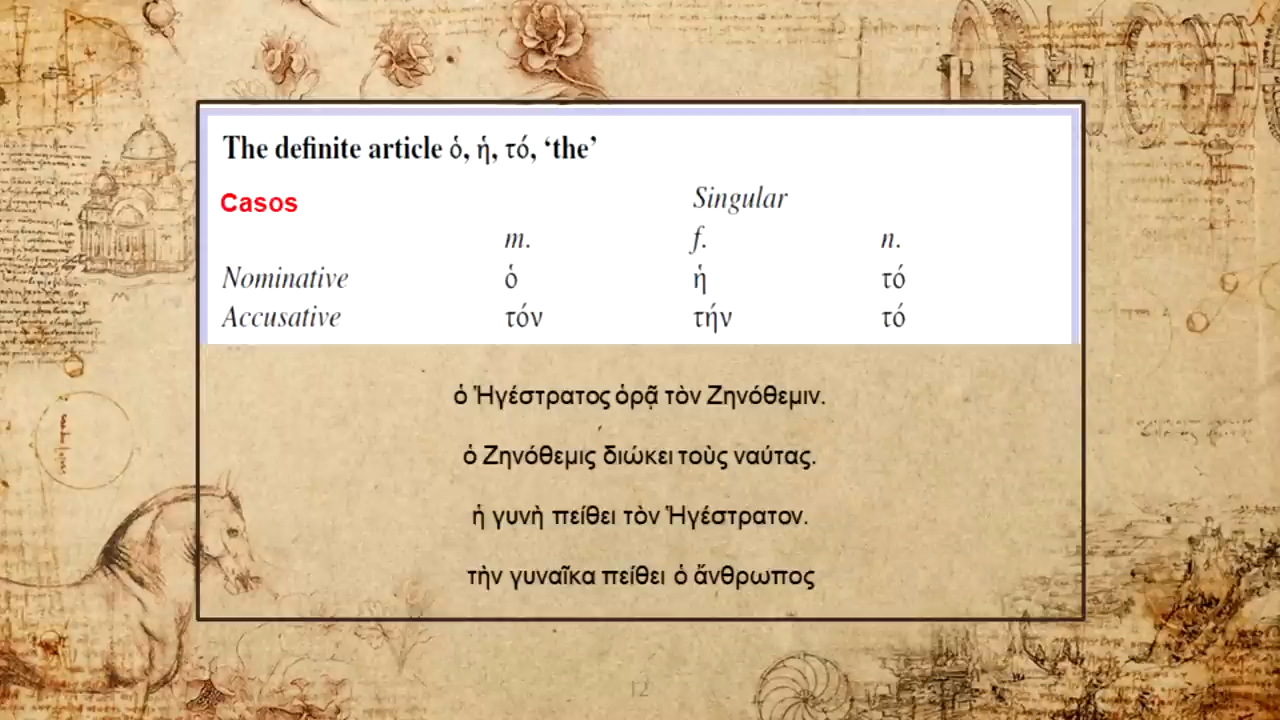 The definite article ὁ, ἡ, τό, ‘the’
Casos Singular
m. f. n.
Nominative ὁ ἡ τό
Accusative τόν τήν τό
ὁ Ἡγέστρατος ὁρᾷ τὸν Ζηνόθεμιν.
ὁ Ζηνόθεμις διώκει τοὺς ναύτας.
ἡ γυνὴ πείθει τὸν Ἡγέστρατον.
τὴν γυναῖκα πείθει ὁ ἄνθρωπος
12